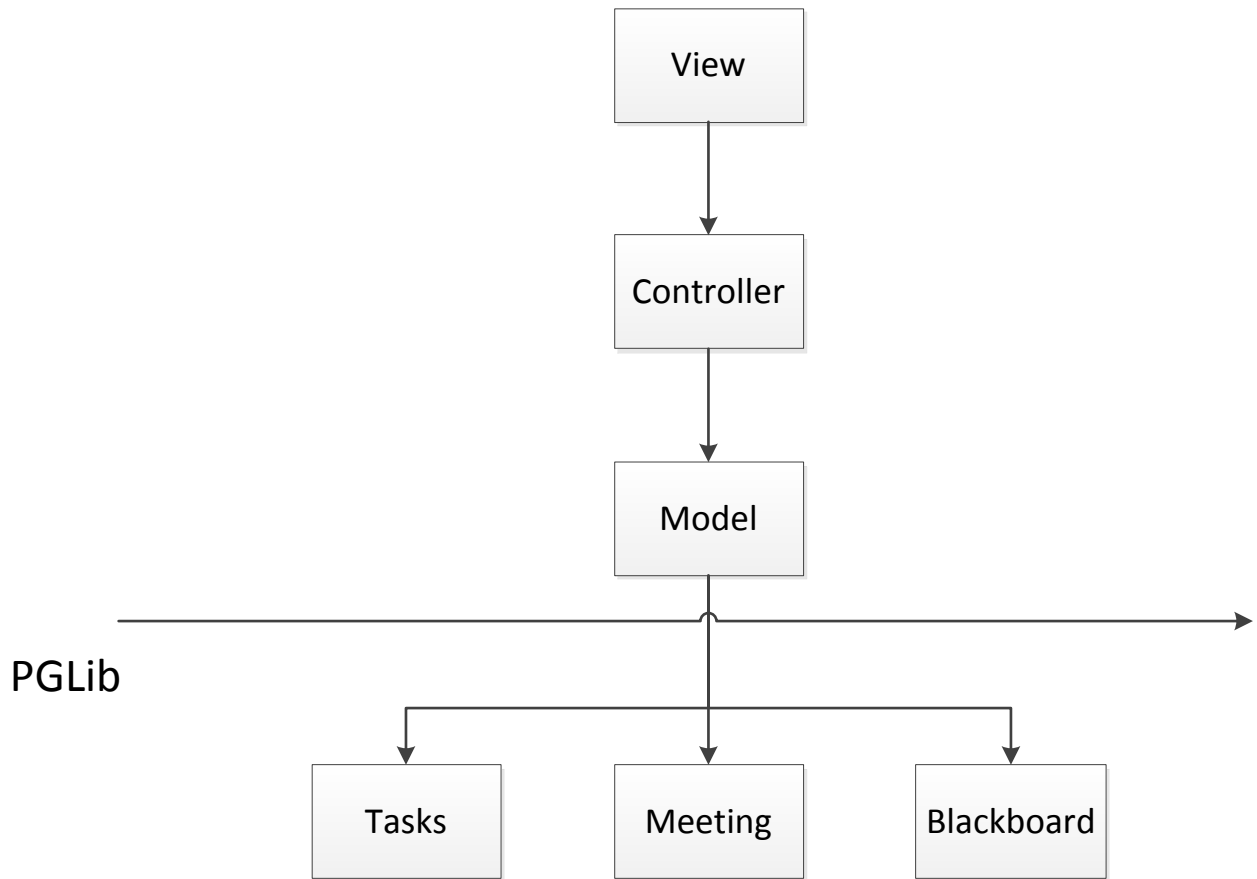 View
Controller
Model
PGLib
Tasks
Meeting
Blackboard